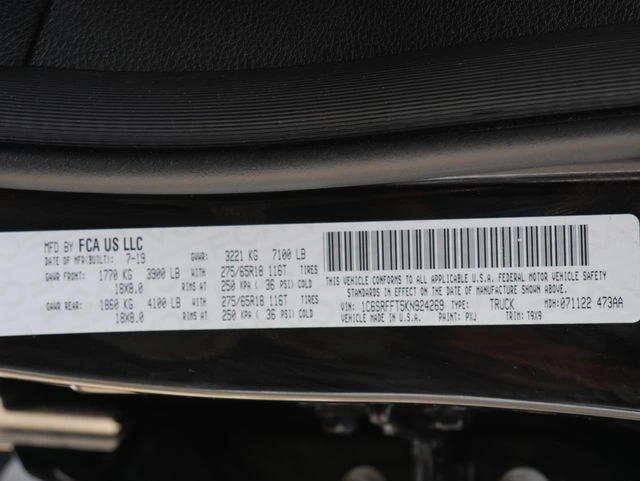 MFD BY FCA US LLC
DATE OF MFR(BUILT): 7-19 GVWR: 3221 KG 7100 LB
GAWR FRONT: 1770 KG 3900 LB WITH 275/65R18 116T TIRES
18X8.0 RIMS AT 250 KPA ( 36 PSI) COLD
GAWR REAR: 1860 KG 4100 LB WITH 275/65R18 116T TIRES
18X8.0 RIMS AT 250 KPA ( 36 PSI) COLD
THIS VEHICLE CONFORMS TO ALL APPLICABLE U.S.A. FEDERAL MOTOR VEHICLE SAFETY
STANDARDS IN EFFECT ON THE DATE OF MANUFACTURE SHOWN ABOVE
VIN: 1C6SRFFT5KN924269 TYPE: TRUCK MDH:071122 473AA
VEHICLE MADE IN U.S.A. PAINT: PXJ TRIM: T9X9